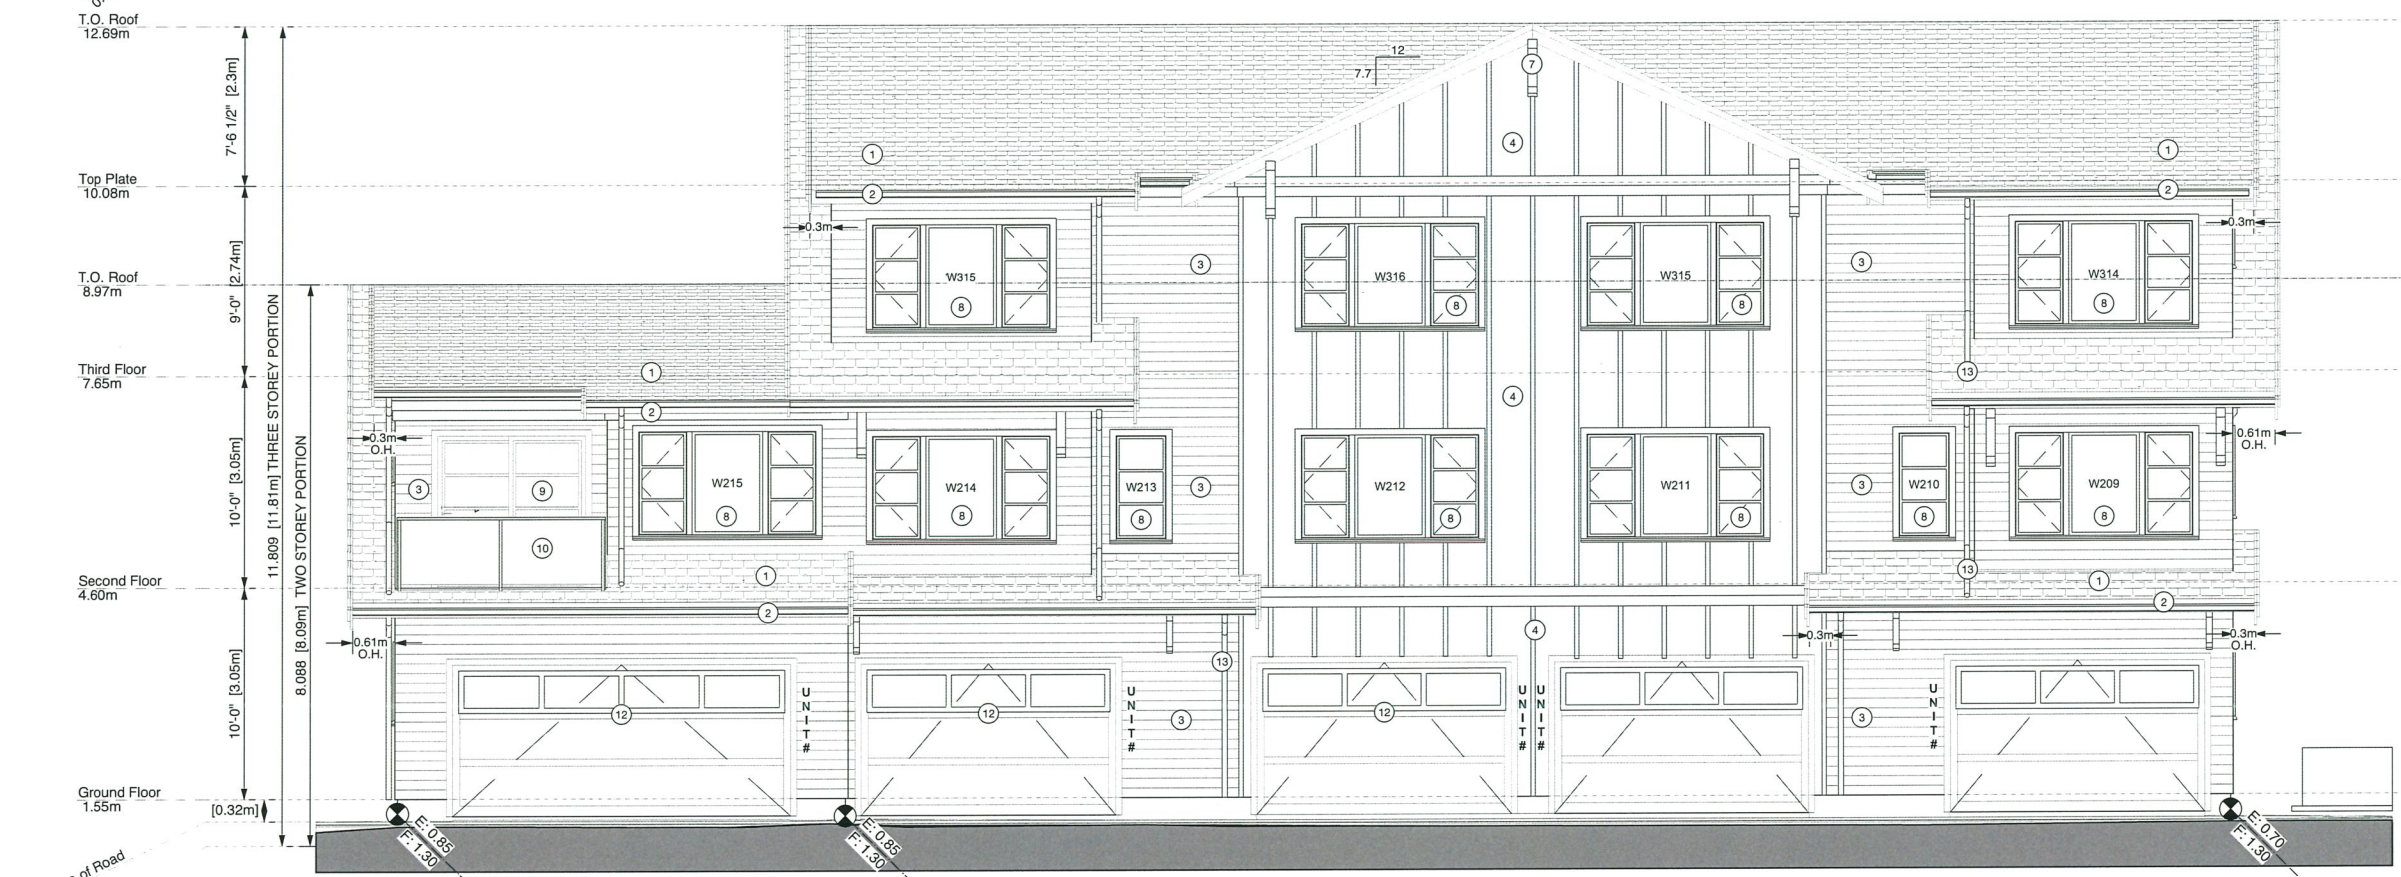 T.O. Roof
12.69m
7'-6 1/2" [2.3m]
12
7.7
7
4
1
1
Top Plate
10.08m
2
2
0.3m
0.3m
9'-0" [2.74m]
3
3
W315
8
W316
8
W315
8
W314
8
T.O. Roof
8.97m
11.809 [11.81m] THREE STOREY PORTION
8.088 [8.09m] TWO STOREY PORTION
Third Floor
7.65m
1
13
4
2
0.3m
O.H.
0.61m
O.H.
10'-0" [3.05m]
3
9
W215
8
W214
8
W213
8
3
W212
8
W211
8
3
W210
8
W209
8
10
1
13
1
Second Floor
4.60m
2
2
0.61m
O.H.
4
0.3m
0.3m
O.H.
10'-0" [3.05m]
13
12
UNIT#
12
UNIT#
3
12
UNIT#
UNIT#
3
UNIT#
Ground Floor
1.55m
[0.32m]
E: 0.85
F: 1.30
E: 0.85
F: 1.30
E: 0.70
F: 1.30
of Road